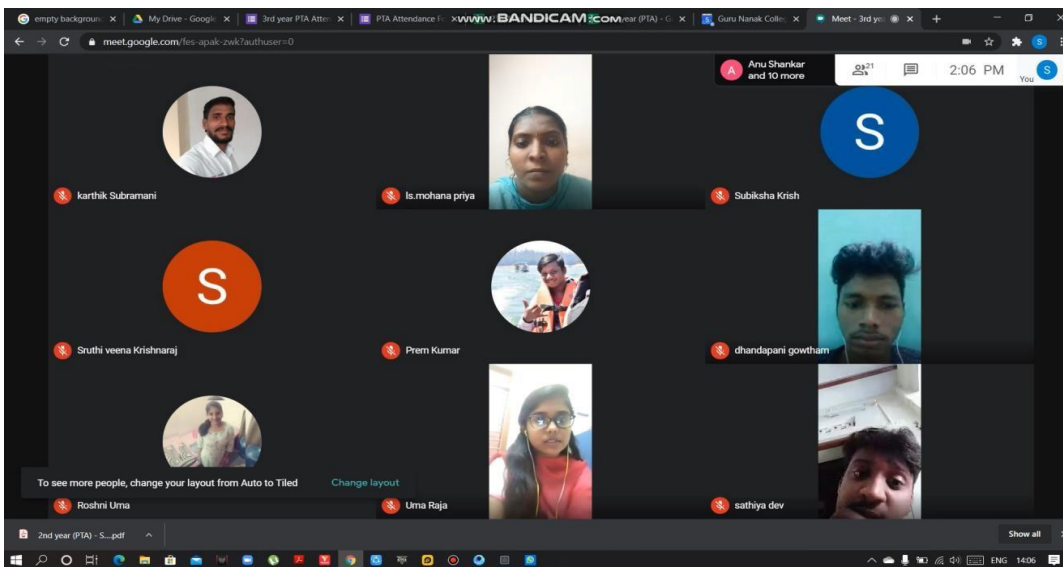 empty backgroun
My Drive - Google
3rd year PTA Atten
PTA Attendance Fo
www.BANDICAM.com
year (PTA) - G
Guru Nanak Colleg
Meet - 3rd ye
meet.google.com/fes-apak-zwk?authuser=0
Anu Shankar
and 10 more
21
2:06 PM
You
S
A
S
karthik Subramani
ls.mohana priya
Subiksha Krish
S
Sruthi veena Krishnaraj
Prem Kumar
dhandapani gowtham
To see more people, change your layout from Auto to Tiled
Change layout
Roshni Uma
Uma Raja
sathiya dev
2nd year (PTA) - S....pdf
Show all
ENG
14:06